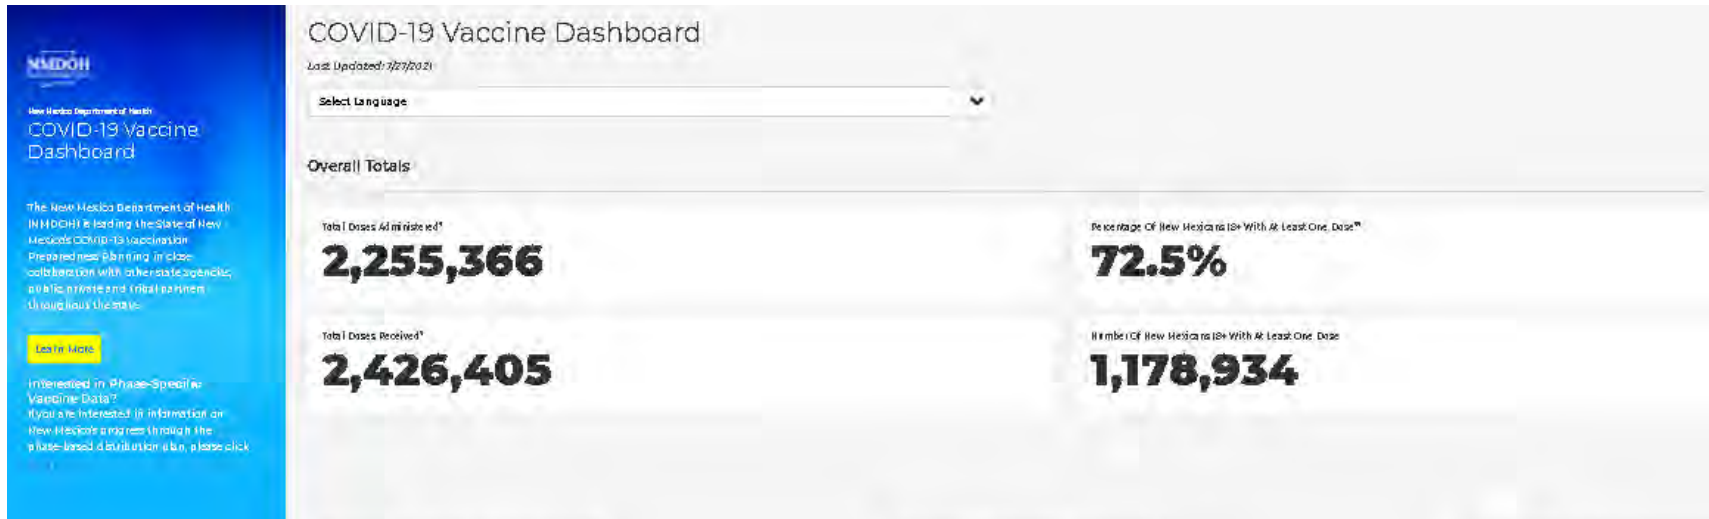 NMDOH
New Mexico Department of Health
COVID-19 Vaccine
Dashboard
The New Mexico Department of Health
(NMDOH) is leading the State of New
Mexico's COVID-19 Vaccination
Preparedness Planning in close
collaboration with other state agencies,
public, private and tribal partners
throughout the state.
Learn More
Interested in Phase-Specific
Vaccine Data?
If you are interested in information on
New Mexico's progress through the
phase-based distribution plan, please click
COVID-19 Vaccine Dashboard
Last Updated: 7/27/2021
Select Language
Overall Totals
Total Doses Administered*
2,255,366
Percentage Of New Mexicans 18+ With At Least One Dose**
72.5%
Total Doses Received*
2,426,405
Number Of New Mexicans 18+ With At Least One Dose
1,178,934